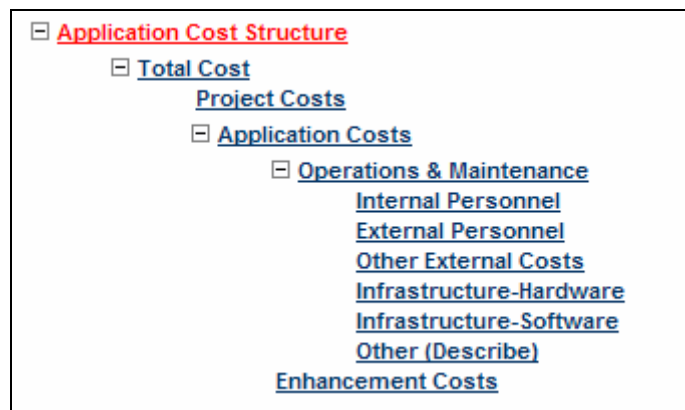 Application Cost Structure
Total Cost
Project Costs
Application Costs
Operations & Maintenance
Internal Personnel
External Personnel
Other External Costs
Infrastructure-Hardware
Infrastructure-Software
Other (Describe)
Enhancement Costs